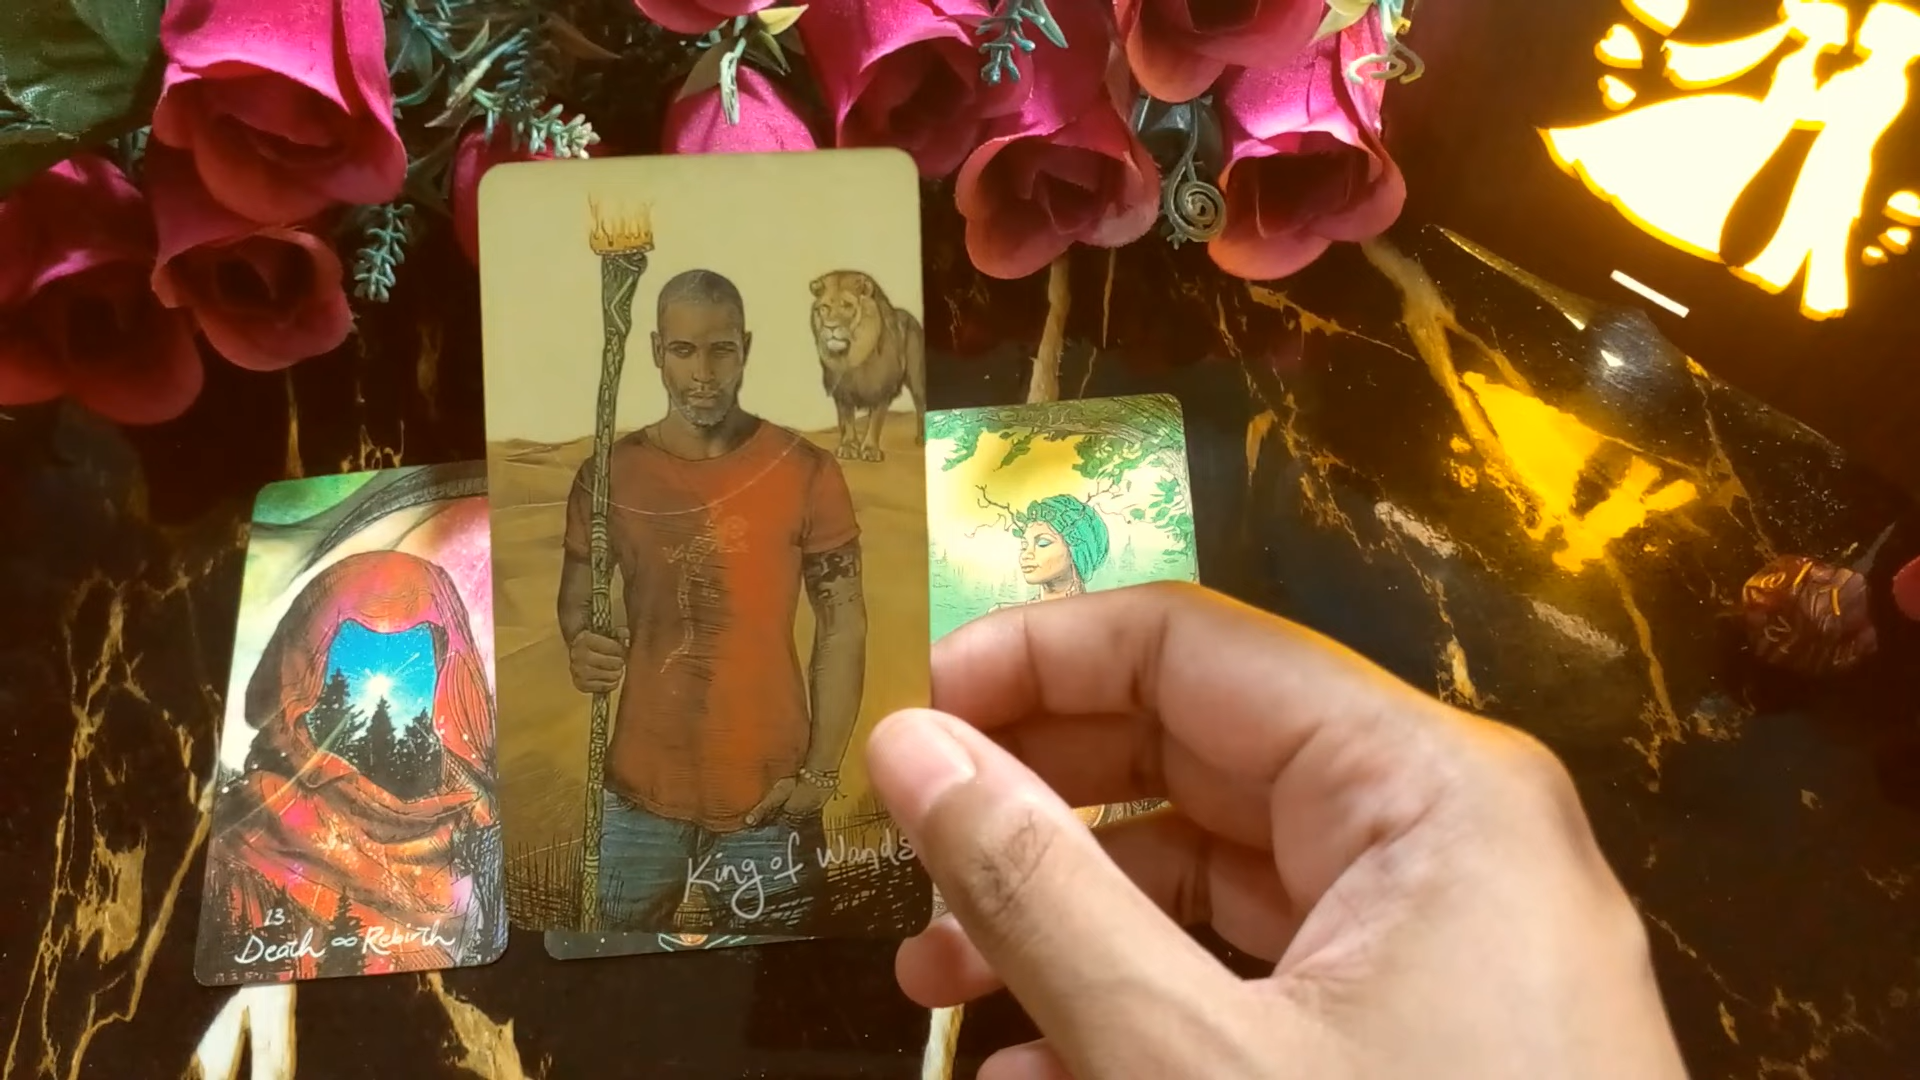 King of Wands
13
Death ∞ Rebirth